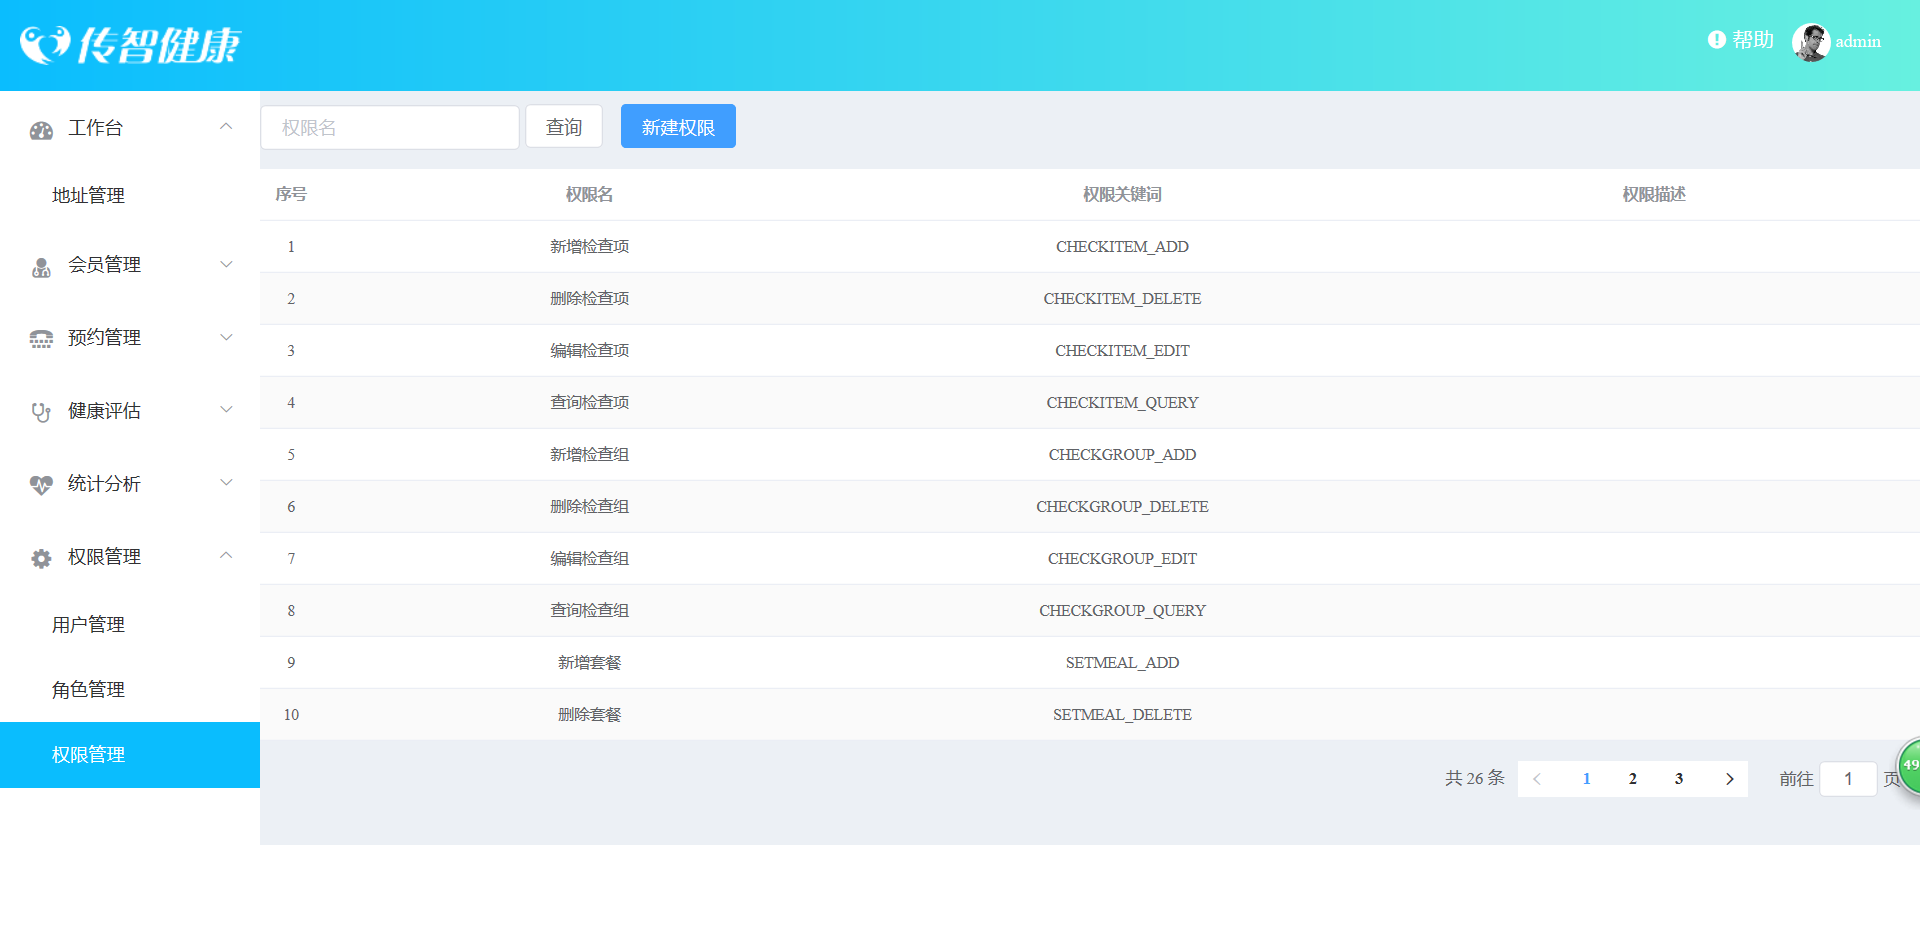 传智健康
帮助 admin
工作台
地址管理
会员管理
预约管理
健康评估
统计分析
权限管理
用户管理
角色管理
权限管理
权限名 查询 新建权限
序号 权限名 权限关键词 权限描述
1 新增检查项 CHECKITEM_ADD
2 删除检查项 CHECKITEM_DELETE
3 编辑检查项 CHECKITEM_EDIT
4 查询检查项 CHECKITEM_QUERY
5 新增检查组 CHECKGROUP_ADD
6 删除检查组 CHECKGROUP_DELETE
7 编辑检查组 CHECKGROUP_EDIT
8 查询检查组 CHECKGROUP_QUERY
9 新增套餐 SETMEAL_ADD
10 删除套餐 SETMEAL_DELETE
共 26 条 1 2 3 前往 1 页
49